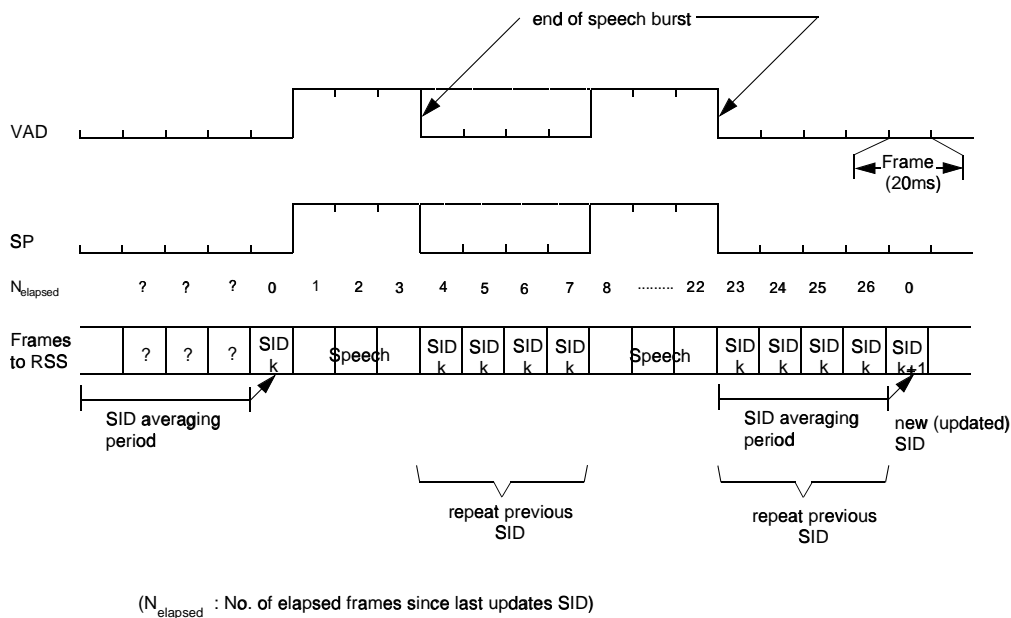 end of speech burst
VAD
Frame
(20ms)
SP
N elapsed ? ? ? 0 1 2 3 4 5 6 7 8 ......... 22 23 24 25 26 0
Frames
to RSS
? ? ? SID k Speech SID k SID k SID k SID k Speech SID k SID k SID k SID k SID k+1
SID averaging
period
SID averaging
period
new (updated)
SID
repeat previous
SID
repeat previous
SID
(N elapsed : No. of elapsed frames since last updates SID)